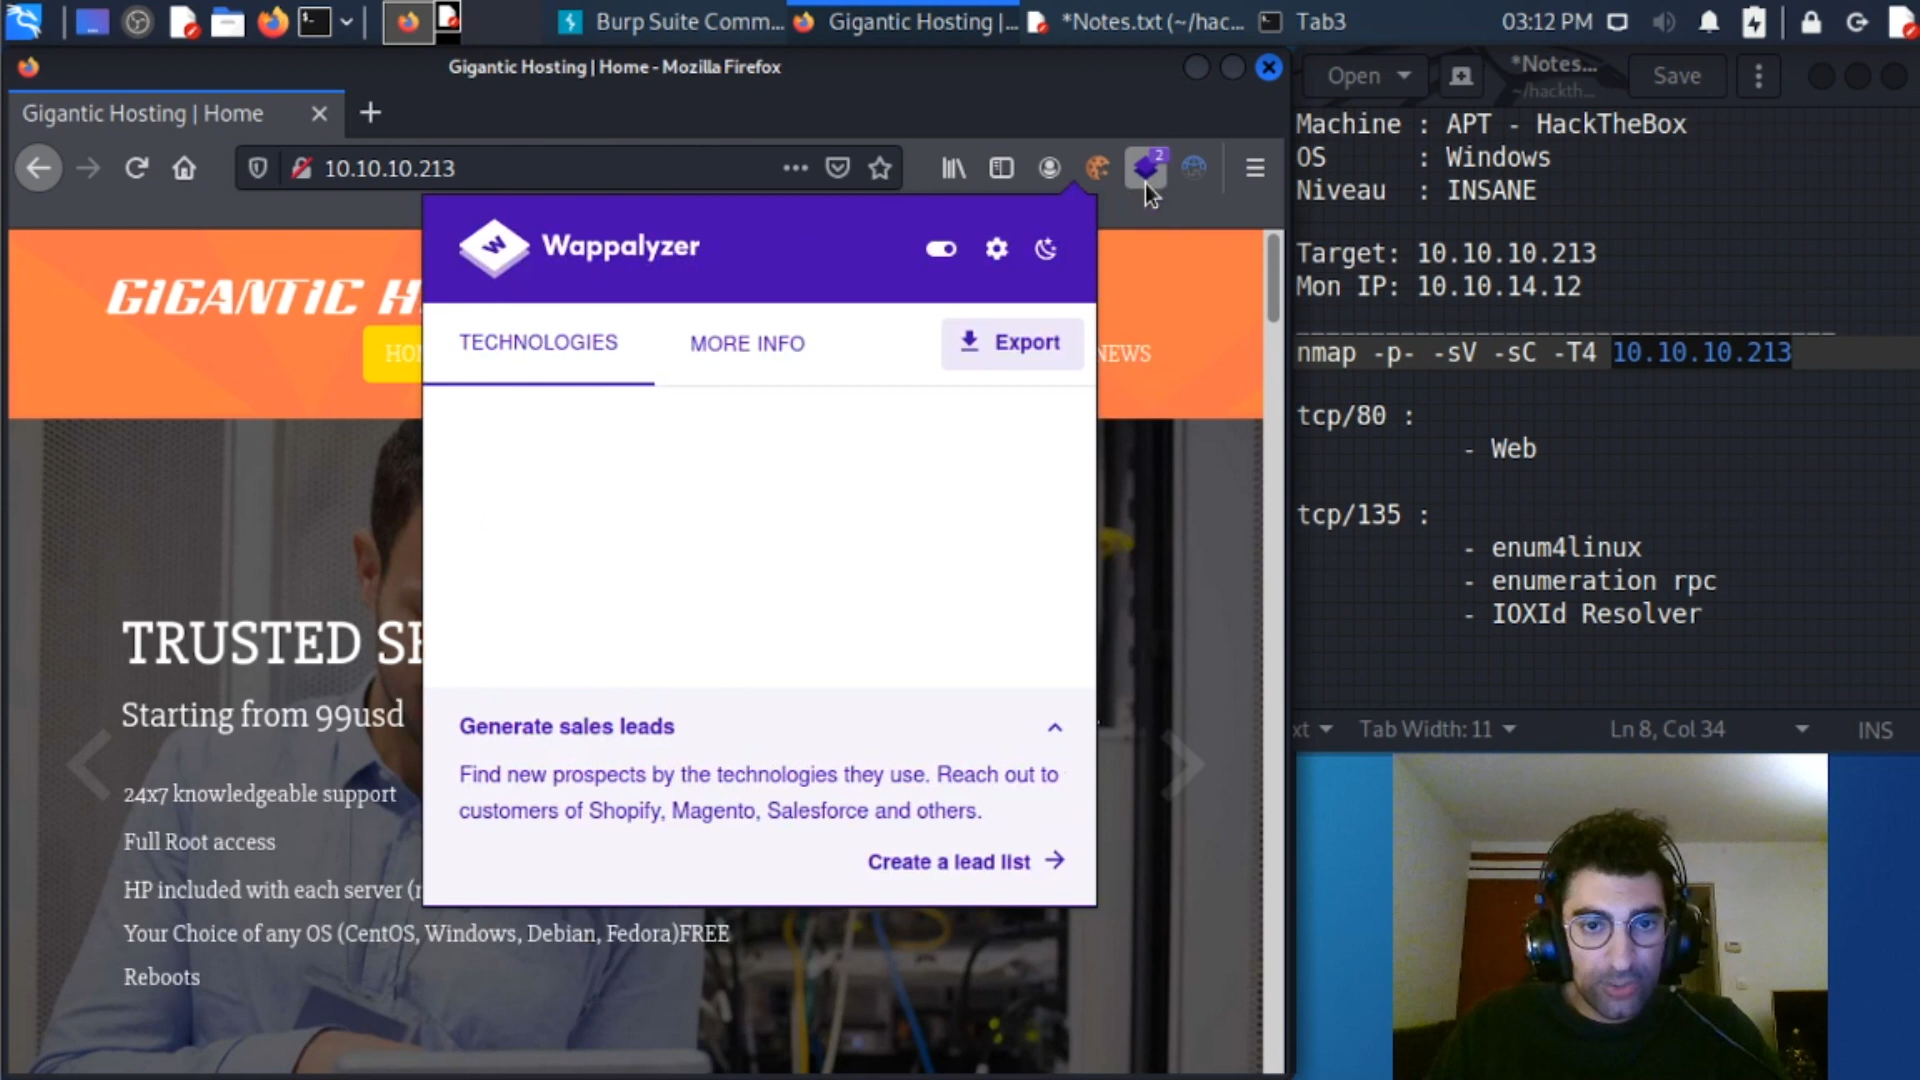 Burp Suite Comm...
Gigantic Hosting |...
*Notes.txt (~/hac...
Tab3
03:12 PM
Gigantic Hosting | Home - Mozilla Firefox
Gigantic Hosting | Home
10.10.10.213
2
Wappalyzer
TECHNOLOGIES
MORE INFO
Export
Generate sales leads
Find new prospects by the technologies they use. Reach out to
customers of Shopify, Magento, Salesforce and others.
Create a lead list
GIGANTIC H
HO
NEWS
TRUSTED SE
Starting from 99usd
24x7 knowledgeable support
Full Root access
HP included with each server (
Your Choice of any OS (CentOS, Windows, Debian, Fedora)FREE
Reboots
Open
*Notes...
~/hackth...
Save
Machine : APT - HackTheBox
OS : Windows
Niveau : INSANE
Target: 10.10.10.213
Mon IP: 10.10.14.12
nmap -p- -sV -sC -T4 10.10.10.213
tcp/80 :
- Web
tcp/135 :
- enum4linux
- enumeration rpc
- IOXId Resolver
xt
Tab Width: 11
Ln 8, Col 34
INS